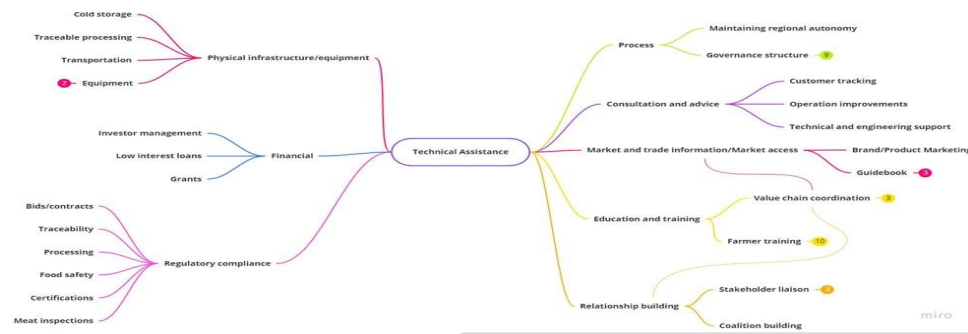 Cold storage
Traceable processing
Transportation
2 Equipment
Physical infrastructure/equipment
Investor management
Low interest loans
Grants
Financial
Bids/contracts
Traceability
Processing
Food safety
Certifications
Meat inspections
Regulatory compliance
Technical Assistance
Process
Maintaining regional autonomy
Governance structure 9
Consultation and advice
Customer tracking
Operation improvements
Technical and engineering support
Market and trade information/Market access
Brand/Product Marketing
Guidebook 3
Education and training
Value chain coordination 3
Farmer training 10
Relationship building
Stakeholder liaison
Coalition building
miro